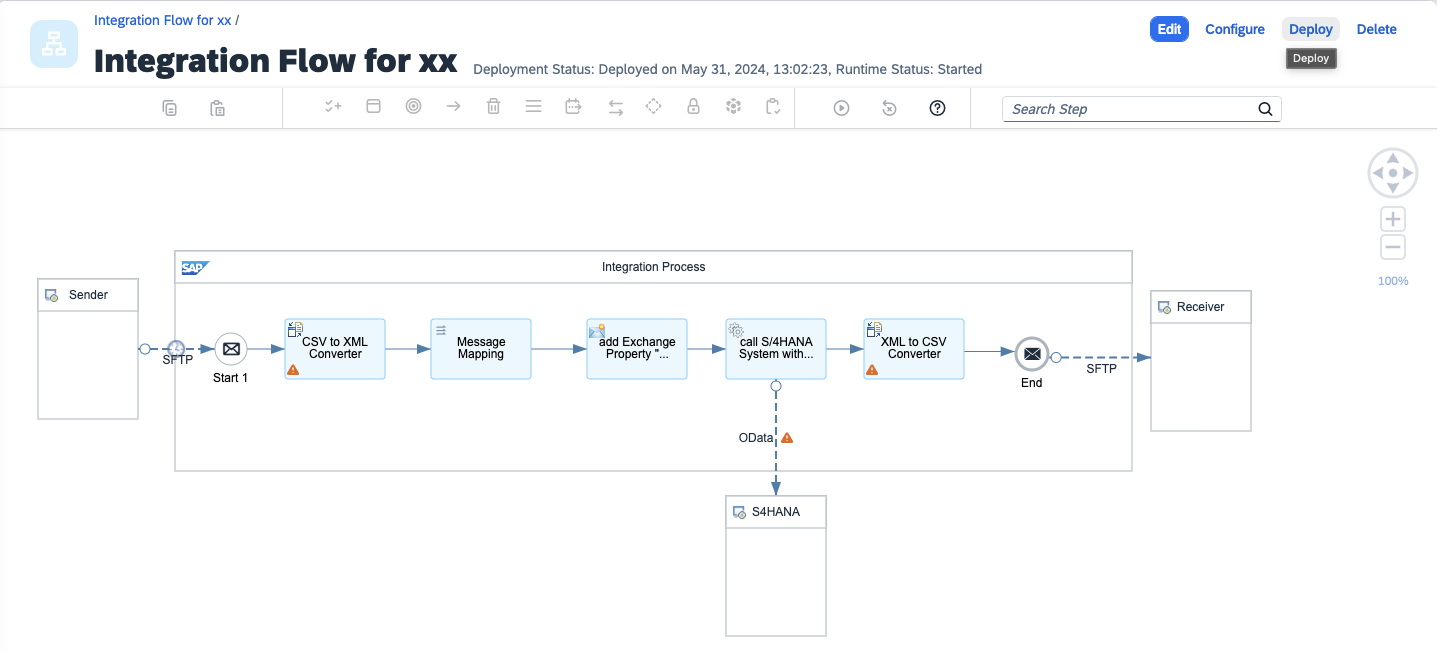 Integration Flow for xx /
Integration Flow for xx
Deployment Status: Deployed on May 31, 2024, 13:02:23, Runtime Status: Started
Edit
Configure
Deploy
Delete
Deploy
Search Step
SAP
Integration Process
Sender
SFTP
Start 1
CSV to XML
Converter
Message
Mapping
add Exchange
Property "...
call S/4HANA
System with...
XML to CSV
Converter
End
SFTP
Receiver
OData
S4HANA
100%